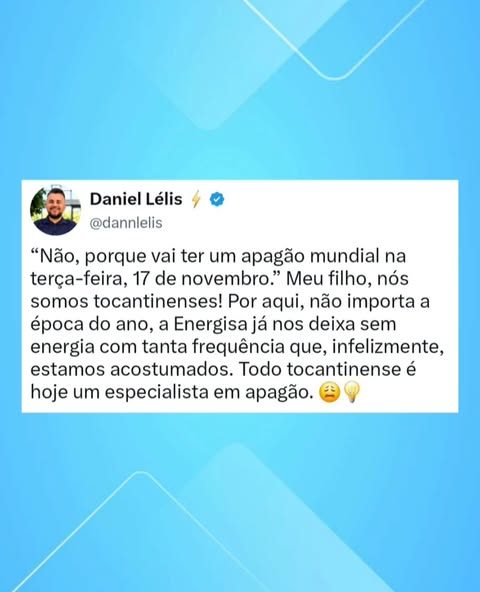 Daniel Lélis ⚡
@dannlelis
“Não, porque vai ter um apagão mundial na
terça-feira, 17 de novembro.” Meu filho, nós
somos tocantinenses! Por aqui, não importa a
época do ano, a Energisa já nos deixa sem
energia com tanta frequência que, infelizmente,
estamos acostumados. Todo tocantinense é
hoje um especialista em apagão. 😩💡